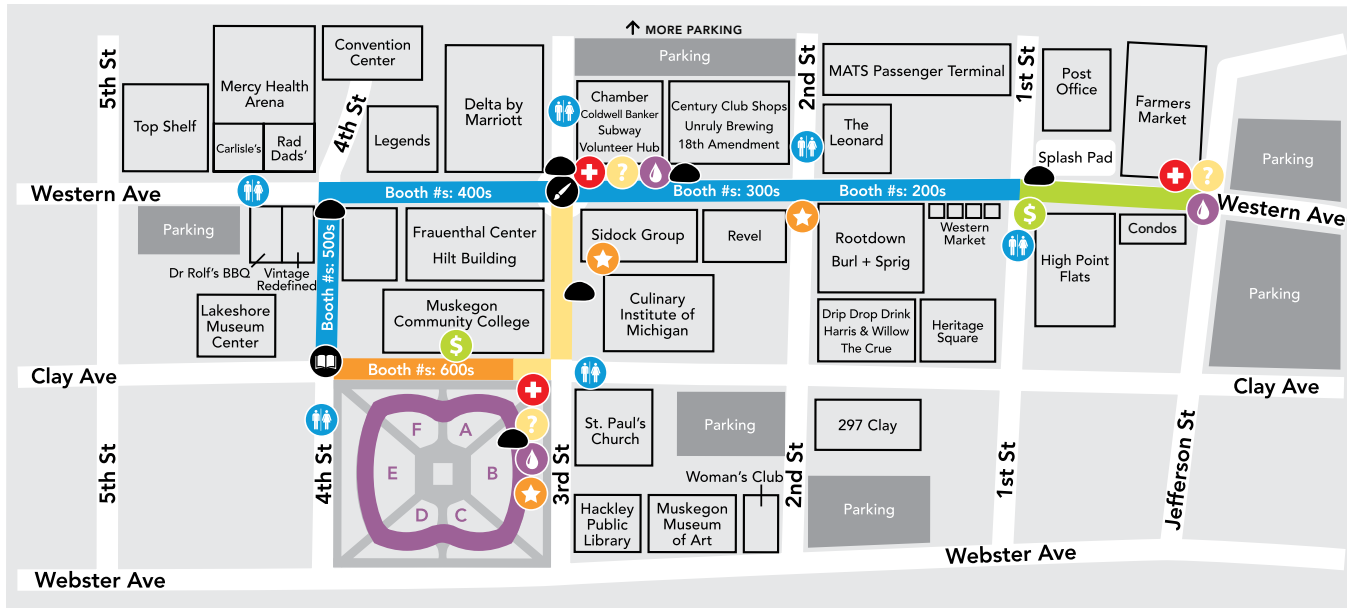 MORE PARKING
Parking
5th St
Mercy Health
Arena
Convention
Center
4th St
Delta by
Marriott
Legends
Top Shelf
Carlisle's
Rad
Dads'
3rd St
Chamber
Coldwell Banker
Subway
Volunteer Hub
Century Club Shops
Unruly Brewing
18th Amendment
2nd St
MATS Passenger Terminal
The
Leonard
1st St
Post
Office
Farmers
Market
Splash Pad
Parking
?
?
Western Ave
Booth #s: 400s
Booth #s: 300s
Booth #s: 200s
Western Ave
Parking
Dr Rolf's BBQ
Vintage
Redefined
Booth #s: 500s
Frauenthal Center
Hilt Building
Sidock Group
Revel
Rootdown
Burl + Sprig
Western
Market
$
High Point
Flats
Condos
Parking
Lakeshore
Museum
Center
Muskegon
Community College
$
Culinary
Institute of
Michigan
Drip Drop Drink
Harris & Willow
The Crue
Heritage
Square
Clay Ave
Booth #s: 600s
Clay Ave
?
F
A
E
B
D
C
5th St
4th St
3rd St
St. Paul's
Church
Parking
2nd St
297 Clay
1st St
Jefferson St
Woman's Club
Hackley
Public
Library
Muskegon
Museum
of Art
Parking
Webster Ave
Webster Ave